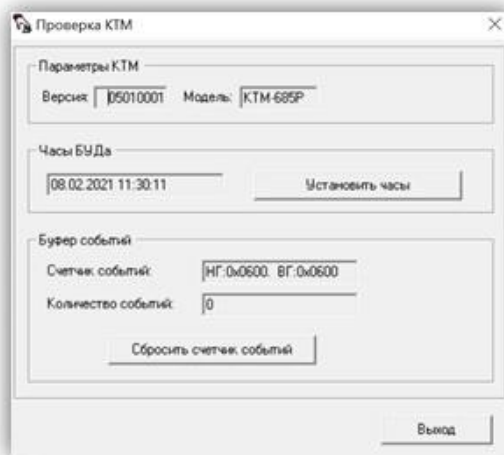 Проверка КТМ
Параметры КТМ
Версия: 05010001 Модель: КТМ-685Р
Часы БУДа
08.02.2021 11:30:11 Установить часы
Буфер событий
Счетчик событий: НГ:0x0600. ВГ:0x0600
Количество событий: 0
Сбросить счетчик событий
Выход